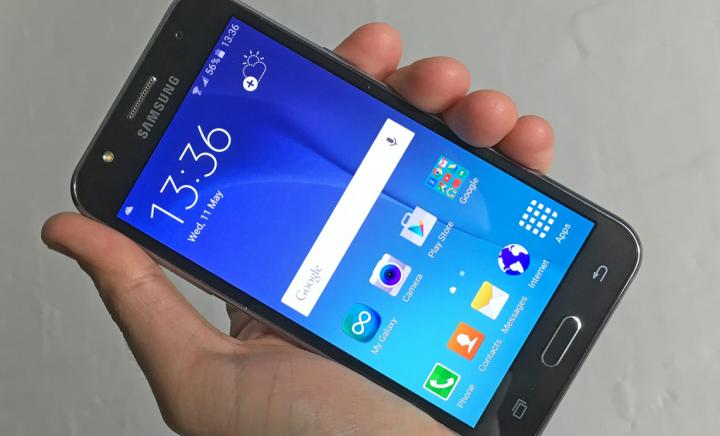 SAMSUNG
56% 13:36
13:36
Wed, 11 May
Google
My Galaxy
Camera
Play Store
Google
Phone
Contacts
Messages
Internet
Apps